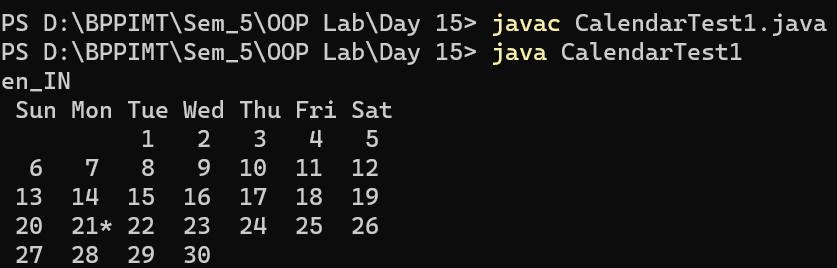 PS D:\BPPIMT\Sem_5\OOP Lab\Day 15> javac CalendarTest1.java
PS D:\BPPIMT\Sem_5\OOP Lab\Day 15> java CalendarTest1
en_IN
 Sun Mon Tue Wed Thu Fri Sat
          1   2   3   4   5
  6   7   8   9  10  11  12
 13  14  15  16  17  18  19
 20  21* 22  23  24  25  26
 27  28  29  30